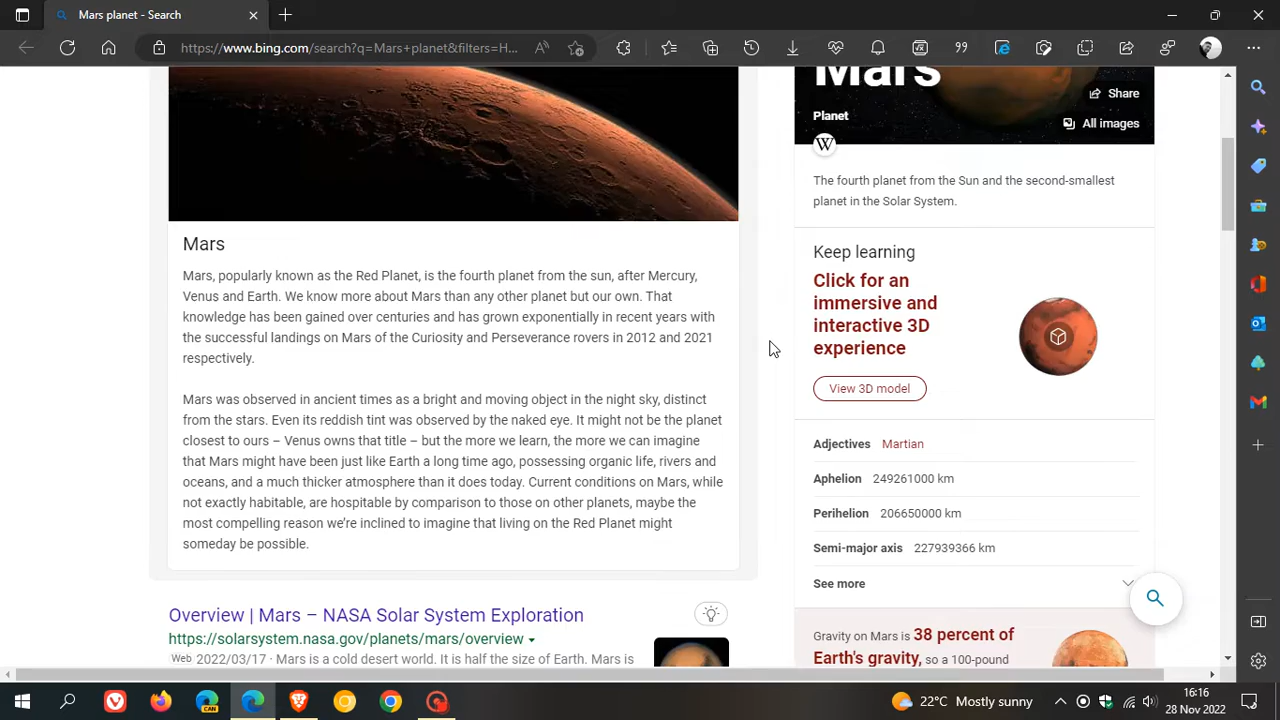 Mars planet - Search
https://www.bing.com/search?q=Mars+planet&filters=H...
Mars
Share
Planet
All images
W
The fourth planet from the Sun and the second-smallest
planet in the Solar System.
Mars
Mars, popularly known as the Red Planet, is the fourth planet from the sun, after Mercury,
Venus and Earth. We know more about Mars than any other planet but our own. That
knowledge has been gained over centuries and has grown exponentially in recent years with
the successful landings on Mars of the Curiosity and Perseverance rovers in 2012 and 2021
respectively.
Mars was observed in ancient times as a bright and moving object in the night sky, distinct
from the stars. Even its reddish tint was observed by the naked eye. It might not be the planet
closest to ours – Venus owns that title – but the more we learn, the more we can imagine
that Mars might have been just like Earth a long time ago, possessing organic life, rivers and
oceans, and a much thicker atmosphere than it does today. Current conditions on Mars, while
not exactly habitable, are hospitable by comparison to those on other planets, maybe the
most compelling reason we're inclined to imagine that living on the Red Planet might
someday be possible.
Keep learning
Click for an
immersive and
interactive 3D
experience
View 3D model
Adjectives Martian
Aphelion 249261000 km
Perihelion 206650000 km
Semi-major axis 227939366 km
See more
Gravity on Mars is 38 percent of
Earth's gravity, so a 100-pound
Overview | Mars – NASA Solar System Exploration
https://solarsystem.nasa.gov/planets/mars/overview
Web 2022/03/17 · Mars is a cold desert world. It is half the size of Earth. Mars is
CAN
22°C Mostly sunny
16:16
28 Nov 2022